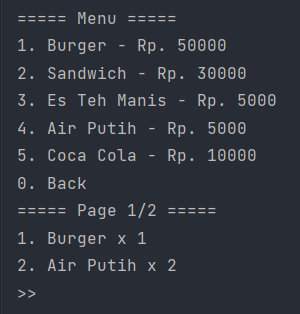 ===== Menu =====
1. Burger - Rp. 50000
2. Sandwich - Rp. 30000
3. Es Teh Manis - Rp. 5000
4. Air Putih - Rp. 5000
5. Coca Cola - Rp. 10000
0. Back
===== Page 1/2 =====
1. Burger x 1
2. Air Putih x 2
>>